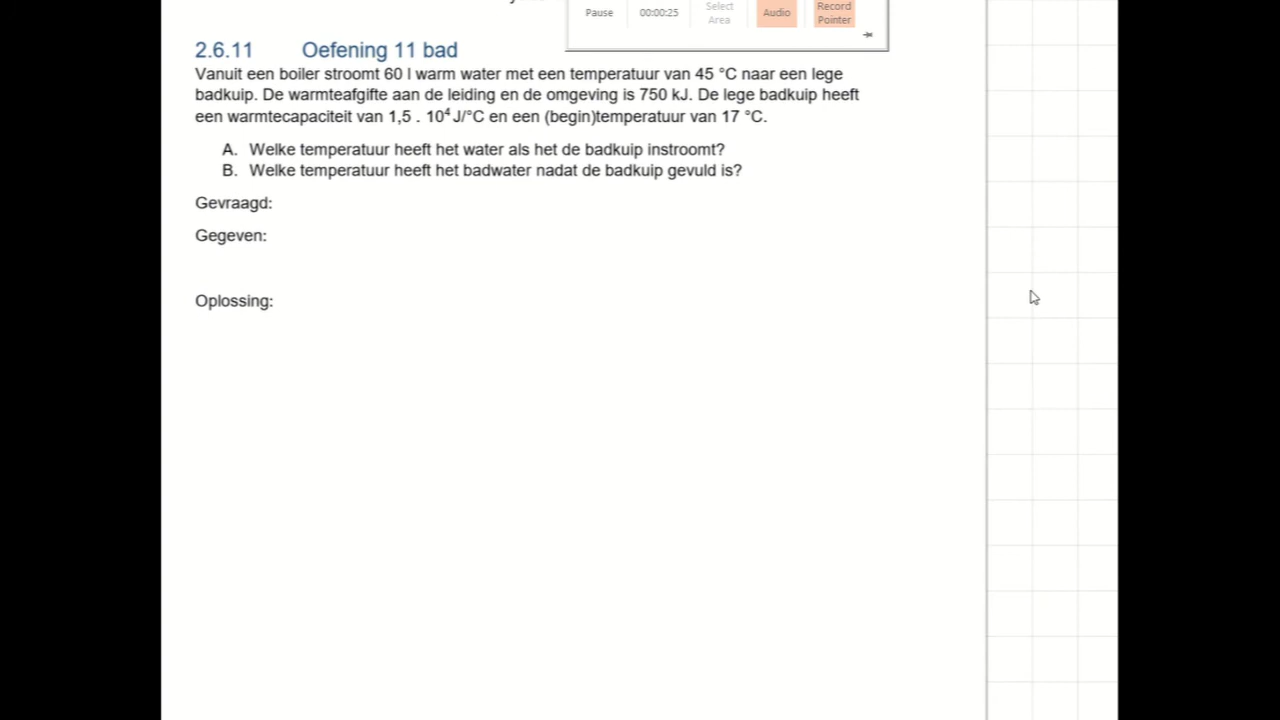 Pause 00:00:25 Select Area Audio Record Pointer
2.6.11 Oefening 11 bad
Vanuit een boiler stroomt 60 l warm water met een temperatuur van 45 °C naar een lege
badkuip. De warmteafgifte aan de leiding en de omgeving is 750 kJ. De lege badkuip heeft
een warmtecapaciteit van 1,5 . 10⁴ J/°C en een (begin)temperatuur van 17 °C.
A. Welke temperatuur heeft het water als het de badkuip instroomt?
B. Welke temperatuur heeft het badwater nadat de badkuip gevuld is?
Gevraagd:
Gegeven:
Oplossing: